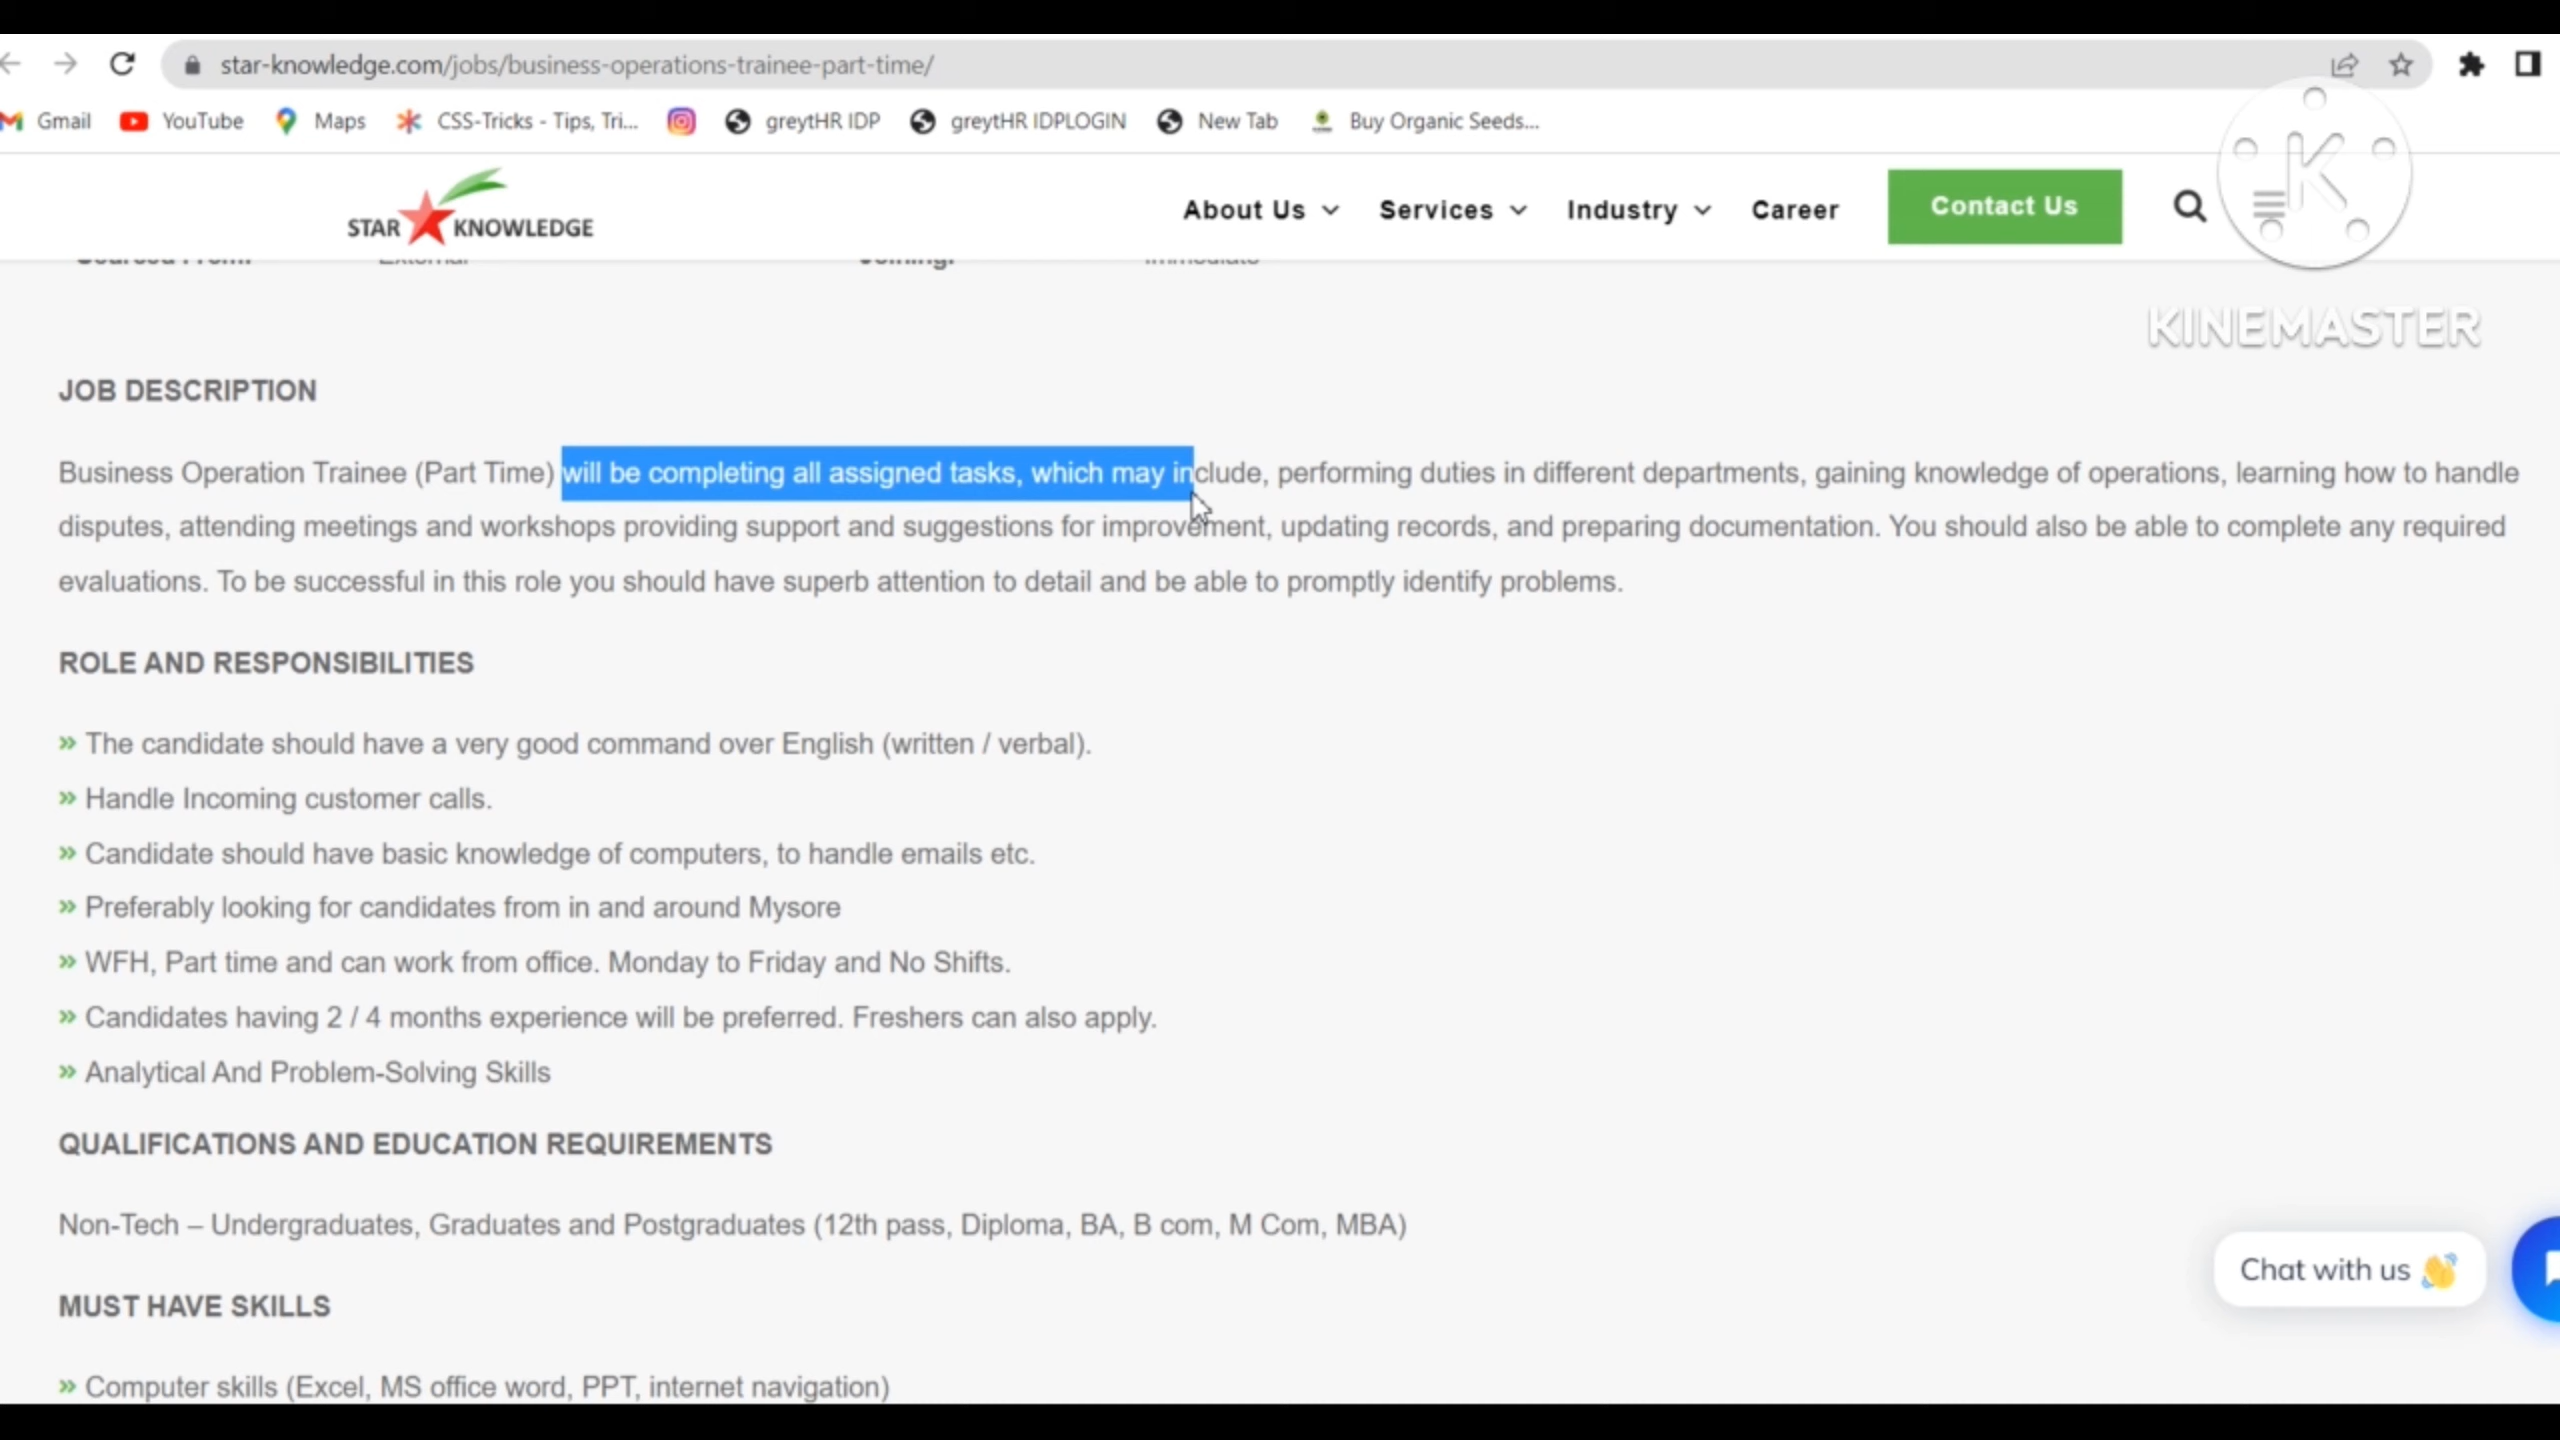 star-knowledge.com/jobs/business-operations-trainee-part-time/
Gmail YouTube Maps CSS-Tricks - Tips, Tri... greytHR IDP greytHR IDPLOGIN New Tab Buy Organic Seeds...
STAR KNOWLEDGE About Us Services Industry Career Contact Us
Sourced From: External Joining: Immediate
KINEMASTER
JOB DESCRIPTION
Business Operation Trainee (Part Time) will be completing all assigned tasks, which may include, performing duties in different departments, gaining knowledge of operations, learning how to handle
disputes, attending meetings and workshops providing support and suggestions for improvement, updating records, and preparing documentation. You should also be able to complete any required
evaluations. To be successful in this role you should have superb attention to detail and be able to promptly identify problems.
ROLE AND RESPONSIBILITIES
» The candidate should have a very good command over English (written / verbal).
» Handle Incoming customer calls.
» Candidate should have basic knowledge of computers, to handle emails etc.
» Preferably looking for candidates from in and around Mysore
» WFH, Part time and can work from office. Monday to Friday and No Shifts.
» Candidates having 2 / 4 months experience will be preferred. Freshers can also apply.
» Analytical And Problem-Solving Skills
QUALIFICATIONS AND EDUCATION REQUIREMENTS
Non-Tech – Undergraduates, Graduates and Postgraduates (12th pass, Diploma, BA, B com, M Com, MBA)
Chat with us 👋
MUST HAVE SKILLS
» Computer skills (Excel, MS office word, PPT, internet navigation)